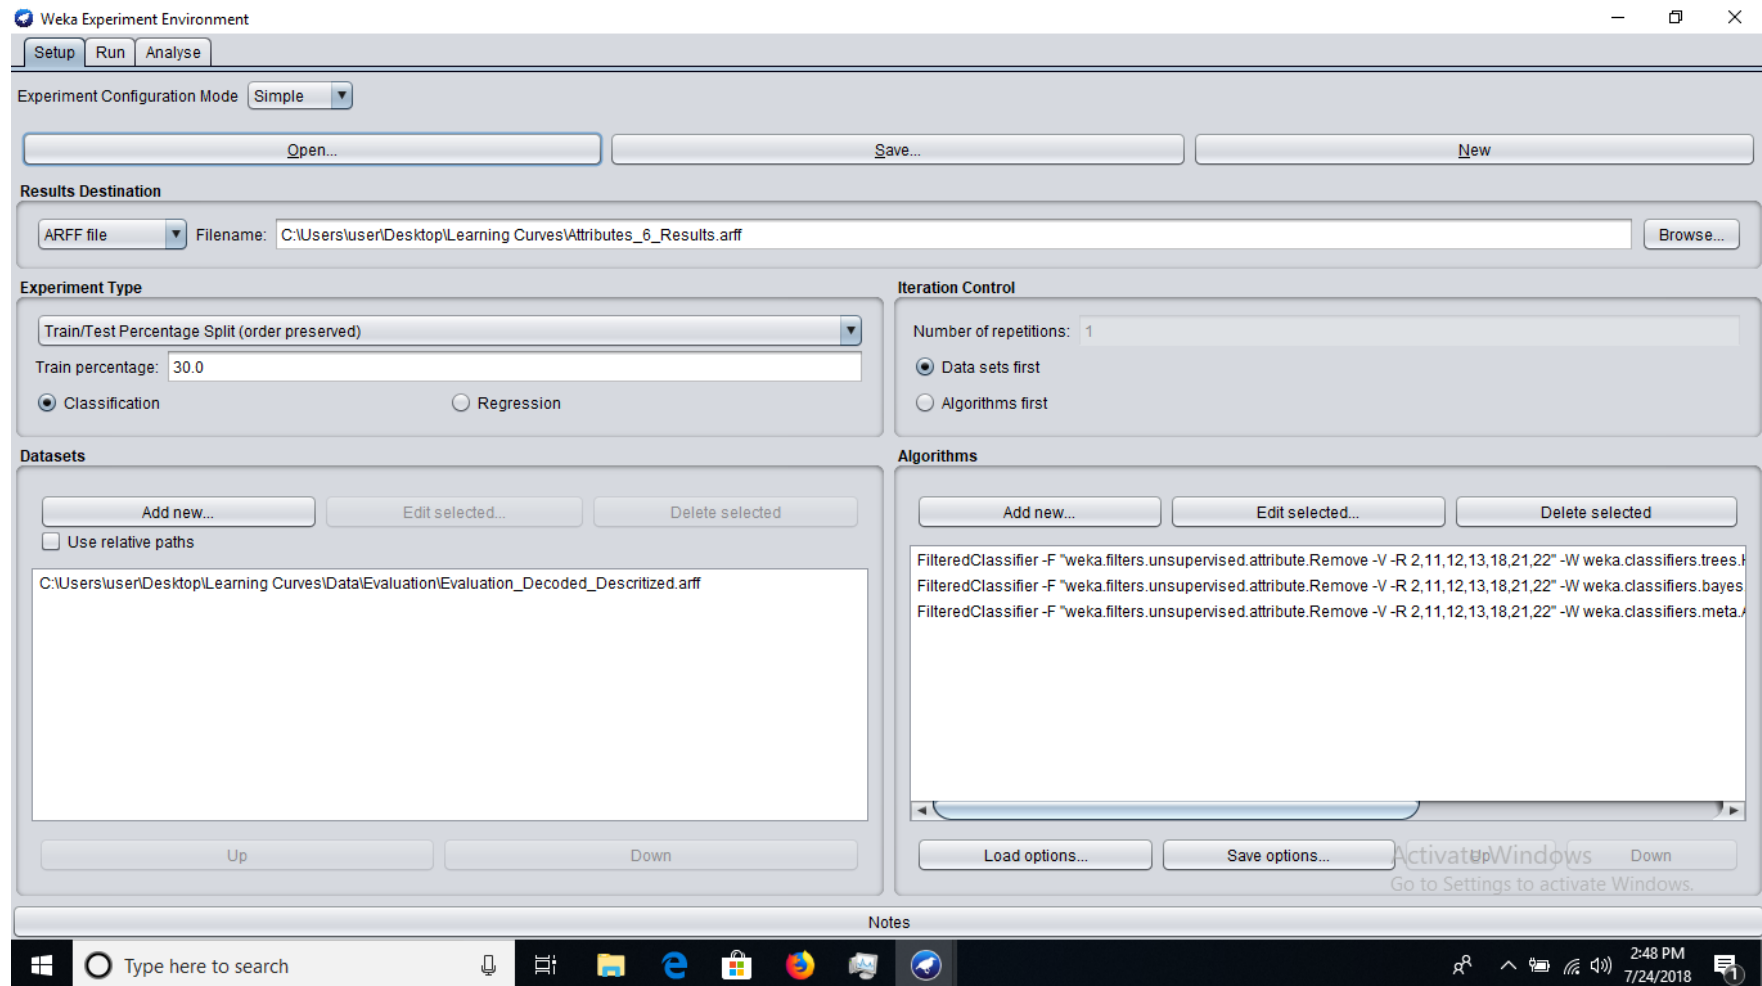 Weka Experiment Environment
Setup Run Analyse
Experiment Configuration Mode Simple
Open... Save... New
Results Destination
ARFF file Filename: C:\Users\user\Desktop\Learning Curves\Attributes_6_Results.arff Browse...
Experiment Type
Train/Test Percentage Split (order preserved)
Train percentage: 30.0
Classification Regression
Iteration Control
Number of repetitions: 1
Data sets first
Algorithms first
Datasets
Add new... Edit selected... Delete selected
Use relative paths
C:\Users\user\Desktop\Learning Curves\Data\Evaluation\Evaluation_Decoded_Descritized.arff
Up Down
Algorithms
Add new... Edit selected... Delete selected
FilteredClassifier -F "weka.filters.unsupervised.attribute.Remove -V -R 2,11,12,13,18,21,22" -W weka.classifiers.trees.
FilteredClassifier -F "weka.filters.unsupervised.attribute.Remove -V -R 2,11,12,13,18,21,22" -W weka.classifiers.bayes
FilteredClassifier -F "weka.filters.unsupervised.attribute.Remove -V -R 2,11,12,13,18,21,22" -W weka.classifiers.meta.
Load options... Save options... Up Down
Activate Windows
Go to Settings to activate Windows.
Notes
Type here to search
2:48 PM
7/24/2018
1